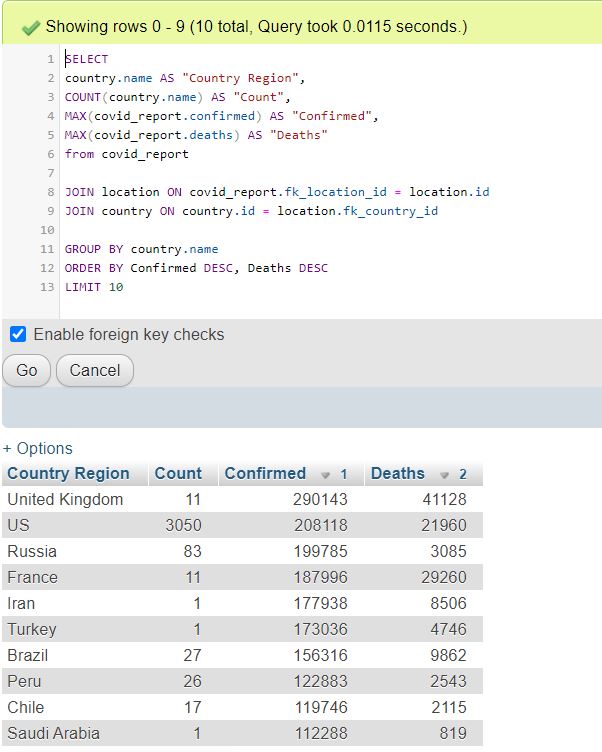 Showing rows 0 - 9 (10 total, Query took 0.0115 seconds.)
1 SELECT
2 country.name AS "Country Region",
3 COUNT(country.name) AS "Count",
4 MAX(covid_report.confirmed) AS "Confirmed",
5 MAX(covid_report.deaths) AS "Deaths"
6 from covid_report
7
8 JOIN location ON covid_report.fk_location_id = location.id
9 JOIN country ON country.id = location.fk_country_id
10
11 GROUP BY country.name
12 ORDER BY Confirmed DESC, Deaths DESC
13 LIMIT 10
Enable foreign key checks
Go Cancel
+ Options
Country Region Count Confirmed 1 Deaths 2
United Kingdom 11 290143 41128
US 3050 208118 21960
Russia 83 199785 3085
France 11 187996 29260
Iran 1 177938 8506
Turkey 1 173036 4746
Brazil 27 156316 9862
Peru 26 122883 2543
Chile 17 119746 2115
Saudi Arabia 1 112288 819